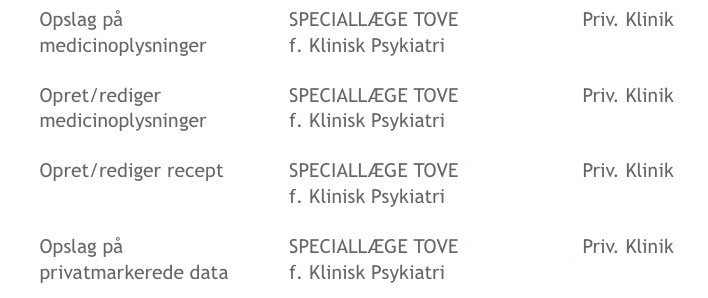 Opslag på SPECIALLÆGE TOVE Priv. Klinik
medicinoplysninger f. Klinisk Psykiatri
Opret/rediger SPECIALLÆGE TOVE Priv. Klinik
medicinoplysninger f. Klinisk Psykiatri
Opret/rediger recept SPECIALLÆGE TOVE Priv. Klinik
f. Klinisk Psykiatri
Opslag på SPECIALLÆGE TOVE Priv. Klinik
privatmarkerede data f. Klinisk Psykiatri